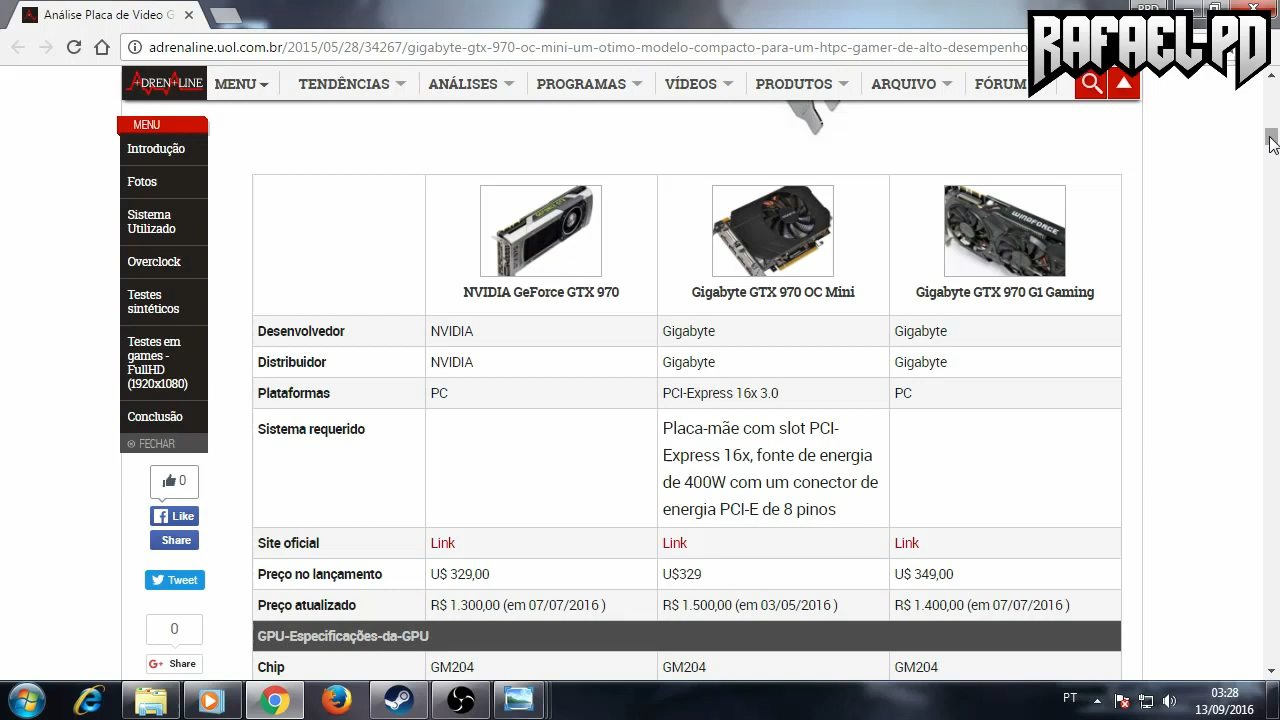 Análise Placa de Video G
RAFAEL PD
adrenaline.uol.com.br/2015/05/28/34267/gigabyte-gtx-970-oc-mini-um-otimo-modelo-compacto-para-um-htpc-gamer-de-alto-desempenho
ADRENALINE MENU TENDÊNCIAS ANÁLISES PROGRAMAS VÍDEOS PRODUTOS ARQUIVO FÓRUM
MENU
Introdução
Fotos
Sistema
Utilizado
Overclock
Testes
sintéticos
Testes em
games -
FullHD
(1920x1080)
Conclusão
FECHAR
0
Like
Share
Tweet
0
G+ Share
WINDFORCE
NVIDIA GeForce GTX 970 Gigabyte GTX 970 OC Mini Gigabyte GTX 970 G1 Gaming
Desenvolvedor NVIDIA Gigabyte Gigabyte
Distribuidor NVIDIA Gigabyte Gigabyte
Plataformas PC PCI-Express 16x 3.0 PC
Sistema requerido Placa-mãe com slot PCI-
Express 16x, fonte de energia
de 400W com um conector de
energia PCI-E de 8 pinos
Site oficial Link Link Link
Preço no lançamento U$ 329,00 U$329 U$ 349,00
Preço atualizado R$ 1.300,00 (em 07/07/2016 ) R$ 1.500,00 (em 03/05/2016 ) R$ 1.400,00 (em 07/07/2016 )
GPU-Especificações-da-GPU
Chip GM204 GM204 GM204
PT
03:28
13/09/2016